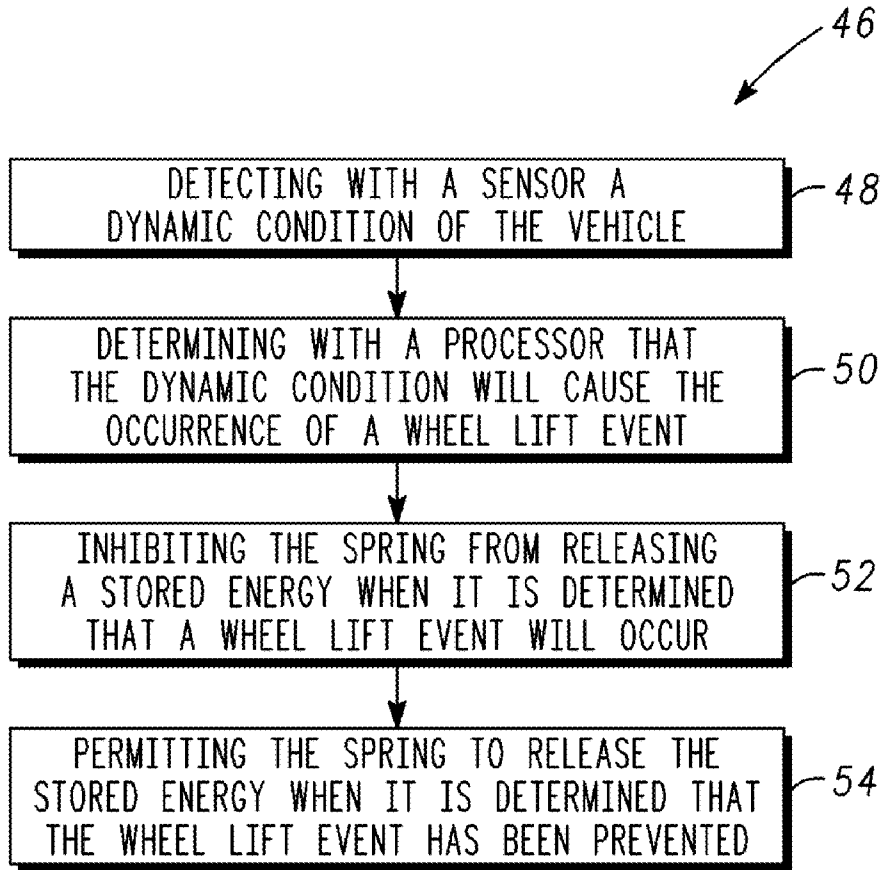 46
DETECTING WITH A SENSOR A
DYNAMIC CONDITION OF THE VEHICLE
48
DETERMINING WITH A PROCESSOR THAT
THE DYNAMIC CONDITION WILL CAUSE THE
OCCURRENCE OF A WHEEL LIFT EVENT
50
INHIBITING THE SPRING FROM RELEASING
A STORED ENERGY WHEN IT IS DETERMINED
THAT A WHEEL LIFT EVENT WILL OCCUR
52
PERMITTING THE SPRING TO RELEASE THE
STORED ENERGY WHEN IT IS DETERMINED THAT
THE WHEEL LIFT EVENT HAS BEEN PREVENTED
54